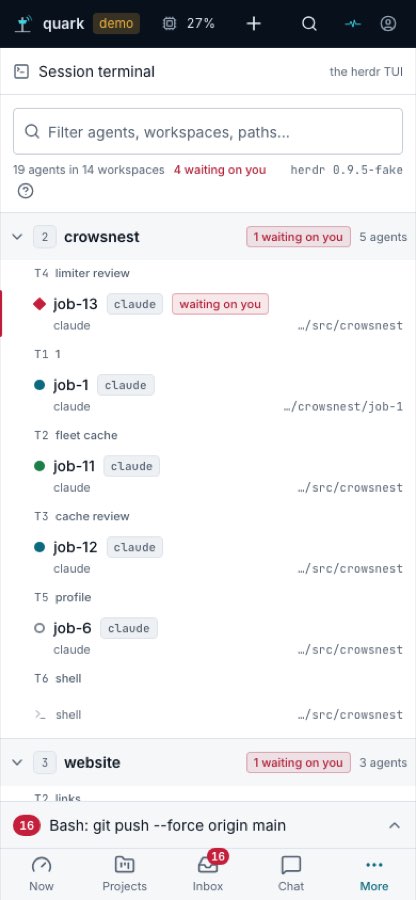 quark demo 27%
Session terminal the herdr TUI
Filter agents, workspaces, paths...
19 agents in 14 workspaces 4 waiting on you herdr 0.9.5-fake
2 crowsnest 1 waiting on you 5 agents
T4 limiter review
job-13 claude waiting on you
claude …/src/crowsnest
T1 1
job-1 claude
claude …/crowsnest/job-1
T2 fleet cache
job-11 claude
claude …/src/crowsnest
T3 cache review
job-12 claude
claude …/src/crowsnest
T5 profile
job-6 claude
claude …/src/crowsnest
T6 shell
shell …/src/crowsnest
3 website 1 waiting on you 3 agents
T2 links
16 Bash: git push --force origin main
16
Now Projects Inbox Chat More